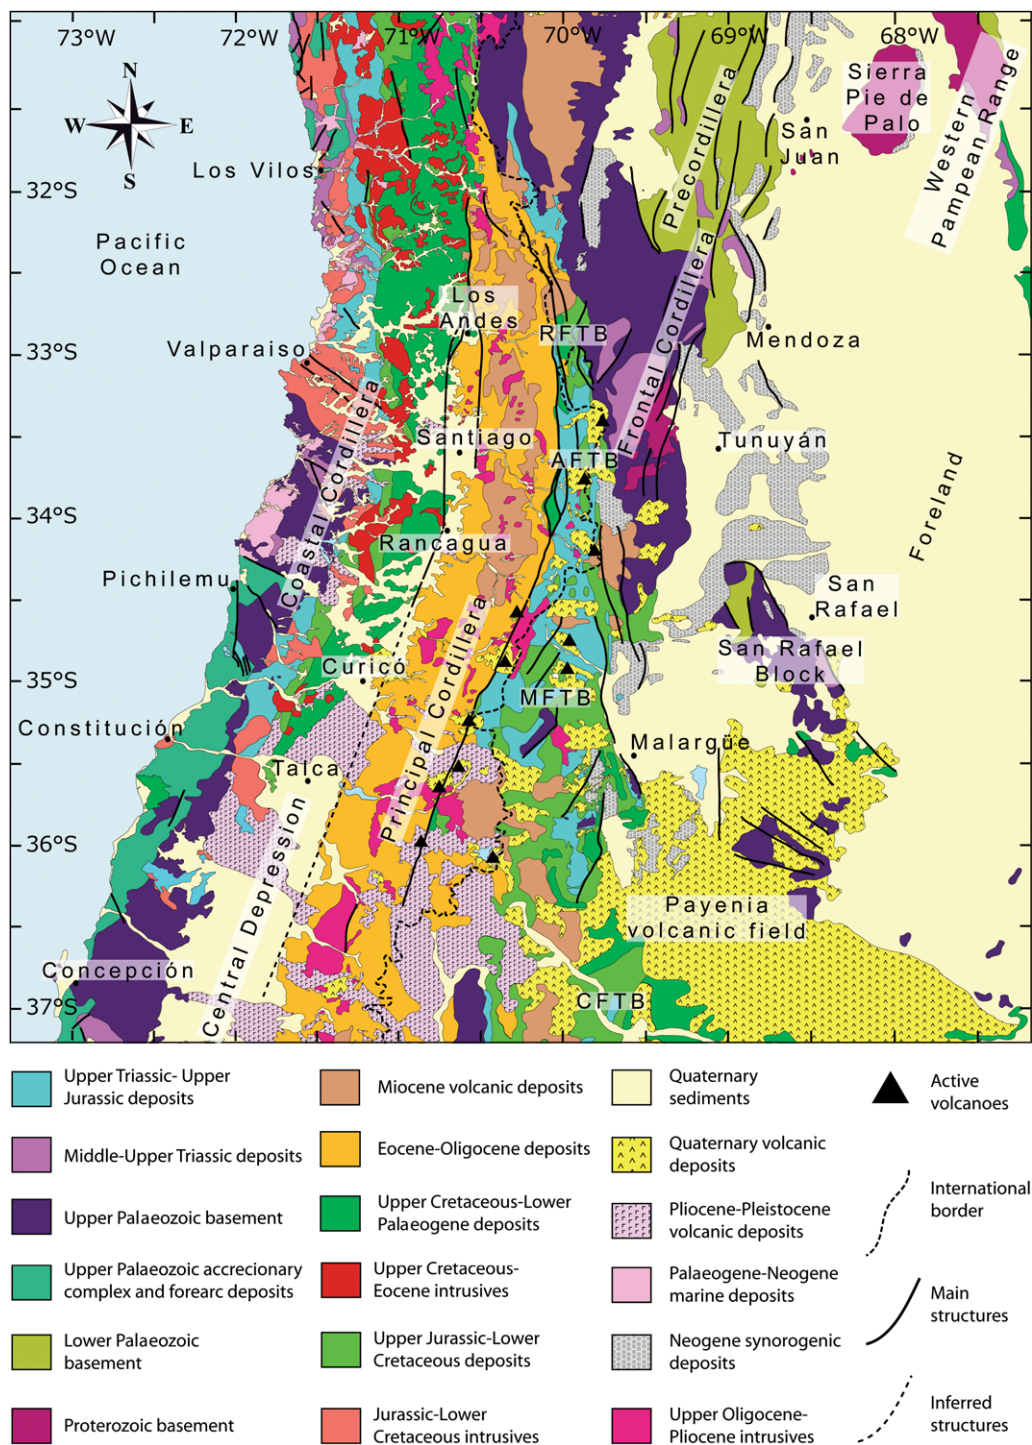 73°W
72°W
71°W
70°W
69°W
68°W
N
W
E
S
Sierra
Pie de
Palo
Western
Pampean Range
Precordillera
San
Juan
Los Vilos
32°S
Pacific
Ocean
Los
Andes
RFTB
Frontal Cordillera
Mendoza
Valparaiso
33°S
Coastal Cordillera
Santiago
AFTB
Tunuyán
Foreland
34°S
Rancagua
Pichilemu
San
Rafael
San Rafael
Block
Principal Cordillera
Curicó
35°S
MFTB
Constitución
Malargüe
Talca
Central Depression
36°S
Payenia
volcanic field
Concepción
37°S
CFTB
Upper Triassic- Upper
Jurassic deposits
Middle-Upper Triassic deposits
Upper Palaeozoic basement
Upper Palaeozoic accrecionary
complex and forearc deposits
Lower Palaeozoic
basement
Proterozoic basement
Miocene volcanic deposits
Eocene-Oligocene deposits
Upper Cretaceous-Lower
Palaeogene deposits
Upper Cretaceous-
Eocene intrusives
Upper Jurassic-Lower
Cretaceous deposits
Jurassic-Lower
Cretaceous intrusives
Quaternary
sediments
Quaternary volcanic
deposits
Pliocene-Pleistocene
volcanic deposits
Palaeogene-Neogene
marine deposits
Neogene synorogenic
deposits
Upper Oligocene-
Pliocene intrusives
Active
volcanoes
International
border
Main
structures
Inferred
structures